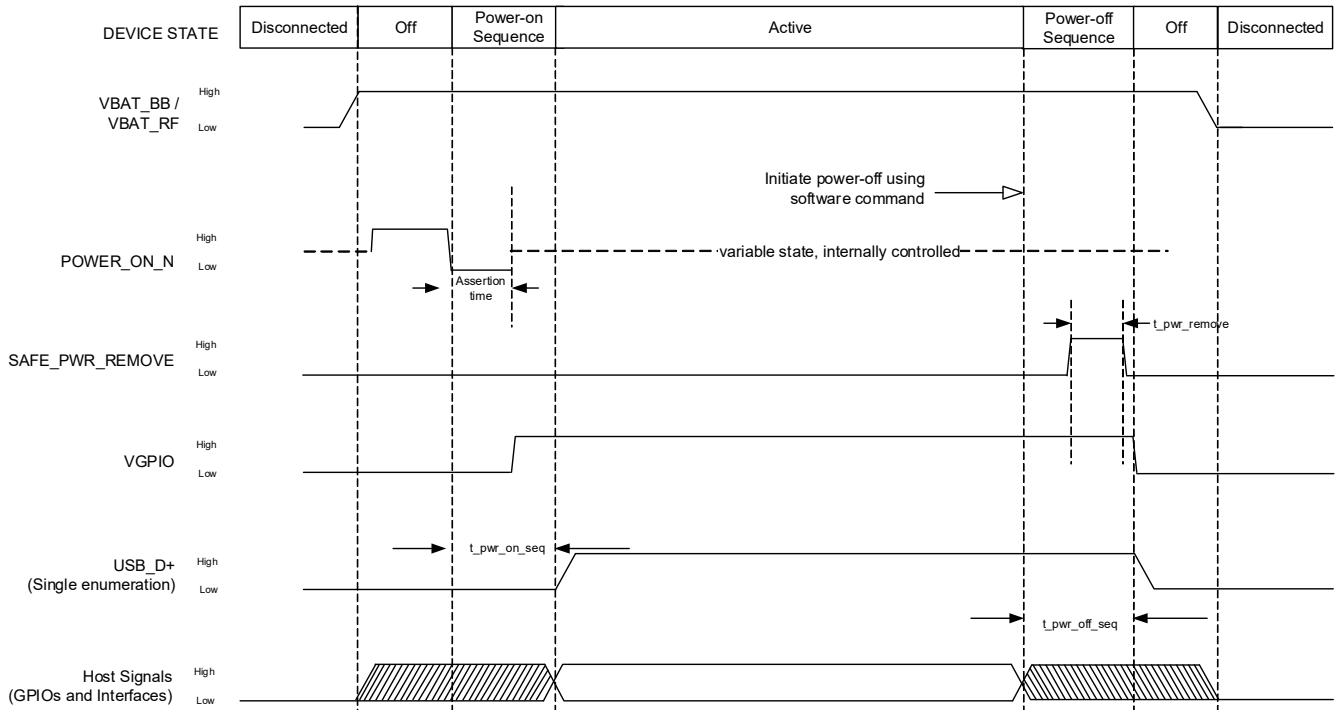 DEVICE STATE
Disconnected
Off
Power-on
Sequence
Active
Power-off
Sequence
Off
Disconnected
VBAT_BB /
VBAT_RF
High
Low
Initiate power-off using
software command
POWER_ON_N
High
Low
variable state, internally controlled
Assertion
time
t_pwr_remove
SAFE_PWR_REMOVE
High
Low
VGPIO
High
Low
t_pwr_on_seq
USB_D+
(Single enumeration)
High
Low
t_pwr_off_seq
Host Signals
(GPIOs and Interfaces)
High
Low